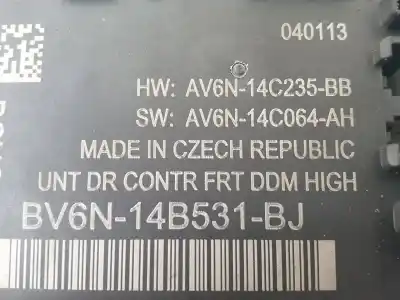 040113
HW: AV6N-14C235-BB
SW: AV6N-14C064-AH
MADE IN CZECH REPUBLIC
UNT DR CONTR FRT DDM HIGH
BV6N-14B531-BJ